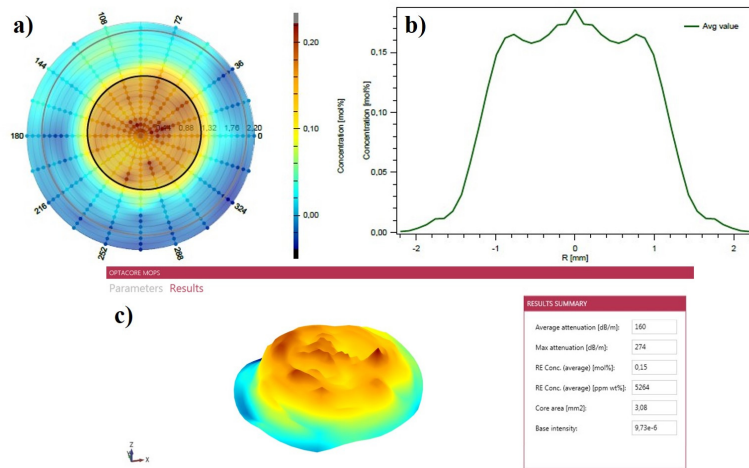 a)
108
72
144
36
180
0,88
1,32
1,76
2,20
0
216
324
252
288
0,20
0,10
0,00
Concentration [mol%]
b)
Avg value
0,15
0,10
0,05
0,00
Concentration [mol%]
-2
-1
0
1
2
R [mm]
OPTACORE MOPS
Parameters Results
c)
Z
Y
X
RESULTS SUMMARY
Average attenuation [dB/m]: 160
Max attenuation [dB/m]: 274
RE Conc. (average) [mol%]: 0,15
RE Conc. (average) [ppm wt%]: 5264
Core area [mm2]: 3,08
Base intensity: 9,73e-6